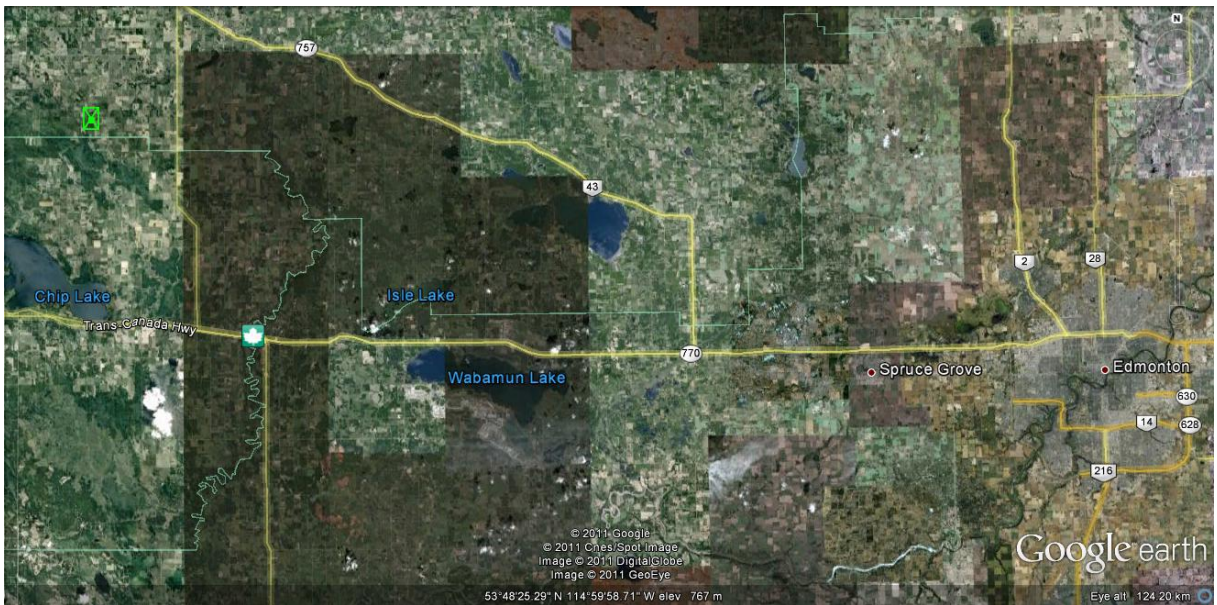 N
757
43
2
28
Chip Lake
Isle Lake
Trans Canada Hwy
770
Wabamun Lake
Spruce Grove
Edmonton
630
14
628
216
© 2011 Google
© 2011 Cnes/Spot Image
Image © 2011 DigitalGlobe
Image © 2011 GeoEye
Google earth
53°48'25.29" N 114°59'58.71" W elev 767 m
Eye alt 124.20 km